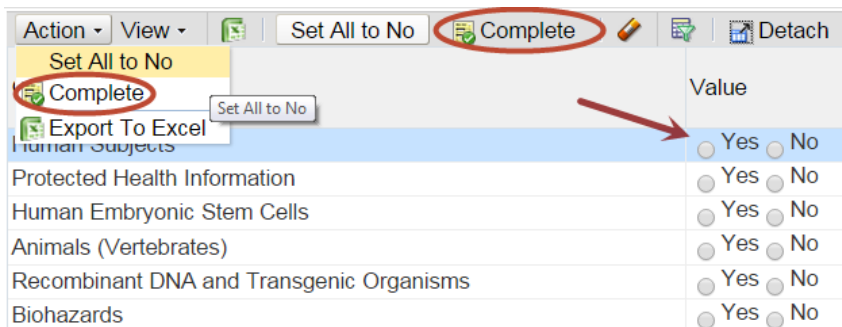 Action View Set All to No Complete Detach
Set All to No
Complete
Set All to No
Export To Excel
Value
Human Subjects Yes No
Protected Health Information Yes No
Human Embryonic Stem Cells Yes No
Animals (Vertebrates) Yes No
Recombinant DNA and Transgenic Organisms Yes No
Biohazards Yes No